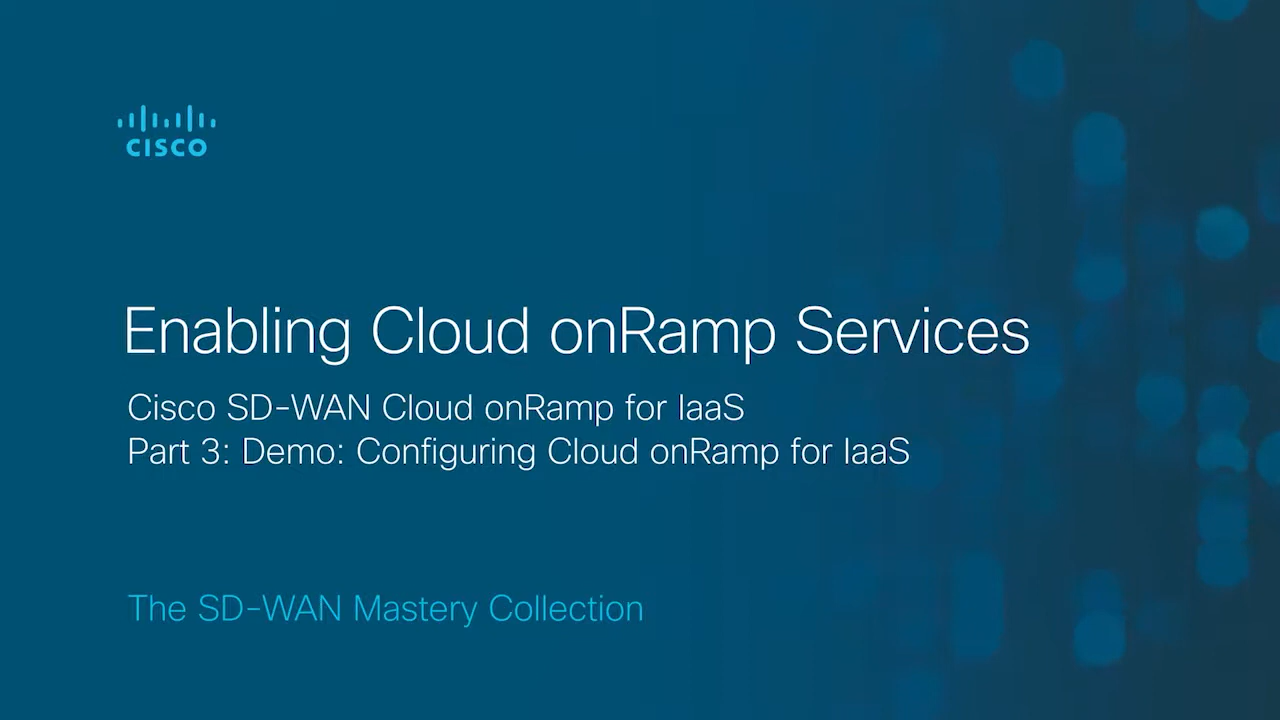 CISCO
Enabling Cloud onRamp Services
Cisco SD-WAN Cloud onRamp for IaaS
Part 3: Demo: Configuring Cloud onRamp for IaaS
The SD-WAN Mastery Collection